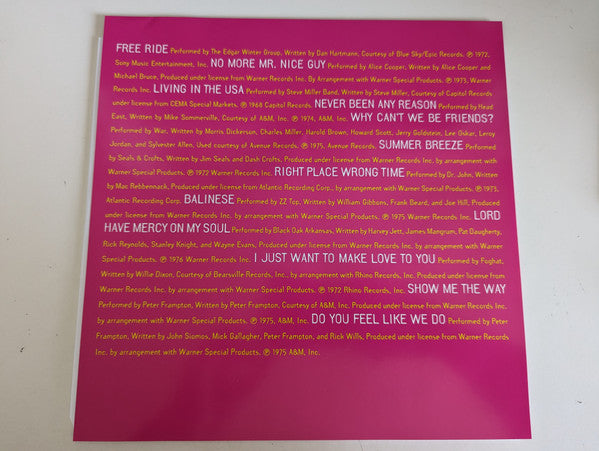 FREE RIDE Performed by The Edgar Winter Group, Written by Dan Hartmann, Courtesy of Blue Sky/Epic Records. ℗ 1972,
Sony Music Entertainment, Inc. NO MORE MR. NICE GUY Performed by Alice Cooper, Written by Alice Cooper and
Michael Bruce, Produced under license from Warner Records Inc. By Arrangement with Warner Special Products. ℗ 1973, Warner
Records Inc. LIVING IN THE USA Performed by Steve Miller Band, Written by Steve Miller, Courtesy of Capitol Records
under license from CEMA Special Markets. ℗ 1968 Capitol Records. NEVER BEEN ANY REASON Performed by Head
East, Written by Mike Sommerville, Courtesy of A&M, Inc. ℗ 1974, A&M, Inc. WHY CAN'T WE BE FRIENDS?
Performed by War, Written by Morris Dickerson, Charles Miller, Harold Brown, Howard Scott, Jerry Goldstein, Lee Oskar, Leroy
Jordan, and Sylvester Allen, Used courtesy of Avenue Records. ℗ 1975, Avenue Records. SUMMER BREEZE Performed
by Seals & Crofts, Written by Jim Seals and Dash Crofts, Produced under license from Warner Records Inc. by arrangement with
Warner Special Products. ℗ 1972 Warner Records Inc. RIGHT PLACE WRONG TIME Performed by Dr. John, Written
by Mac Rehbennack, Produced under license from Atlantic Recording Corp., by arrangement with Warner Special Products. ℗ 1973,
Atlantic Recording Corp. BALINESE Performed by ZZ Top, Written by William Gibbons, Frank Beard, and Joe Hill, Produced
under license from Warner Records Inc. by arrangement with Warner Special Products. ℗ 1975 Warner Records Inc. LORD
HAVE MERCY ON MY SOUL Performed by Black Oak Arkansas, Written by Harvey Jett, James Mangrum, Pat Daugherty,
Rick Reynolds, Stanley Knight, and Wayne Evans, Produced under license from Warner Records Inc. by arrangement with Warner
Special Products. ℗ 1976 Warner Records Inc. I JUST WANT TO MAKE LOVE TO YOU Performed by Foghat,
Written by Willie Dixon, Courtesy of Bearsville Records, Inc., by arrangement with Rhino Records, Inc. Produced under license
from Warner Records Inc. by arrangement with Warner Special Products. ℗ 1972 Rhino Records, Inc. SHOW ME THE WAY
Performed by Peter Frampton, Written by Peter Frampton, Courtesy of A&M, Inc. Produced under license from Warner Records Inc.
by arrangement with Warner Special Products. ℗ 1975, A&M, Inc. DO YOU FEEL LIKE WE DO Performed by Peter
Frampton, Written by John Siomos, Mick Gallagher, Peter Frampton, and Rick Wills, Produced under license from Warner Records
Inc. by arrangement with Warner Special Products. ℗ 1975 A&M, Inc.